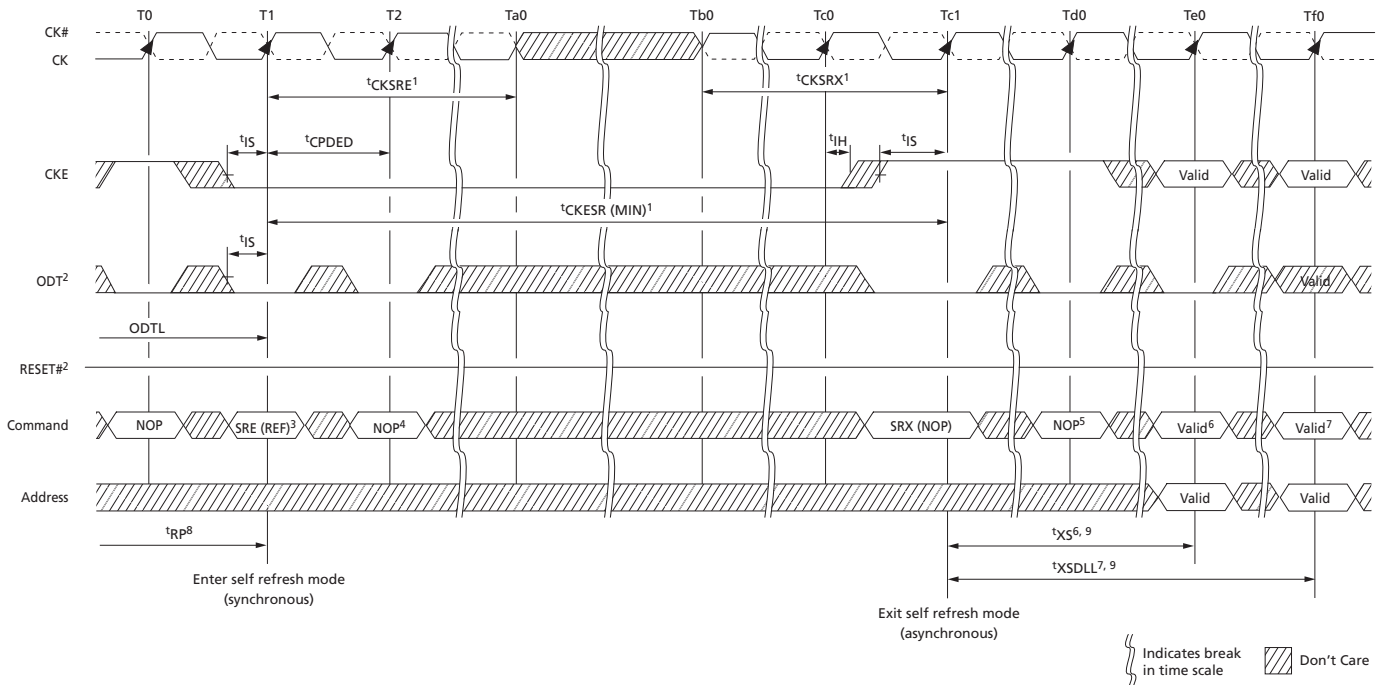 T0 T1 T2 Ta0 Tb0 Tc0 Tc1 Td0 Te0 Tf0
CK#
CK
tCKSRE1 tCKSRX1
tIS tCPDED tIH tIS
CKE Valid Valid
tCKESR (MIN)1
tIS
ODT2 Valid
ODTL
RESET#2
Command NOP SRE (REF)3 NOP4 SRX (NOP) NOP5 Valid6 Valid7
Address Valid Valid
tRP8 tXS6, 9
tXSDLL7, 9
Enter self refresh mode
(synchronous)
Exit self refresh mode
(asynchronous)
Indicates break
in time scale
Don't Care